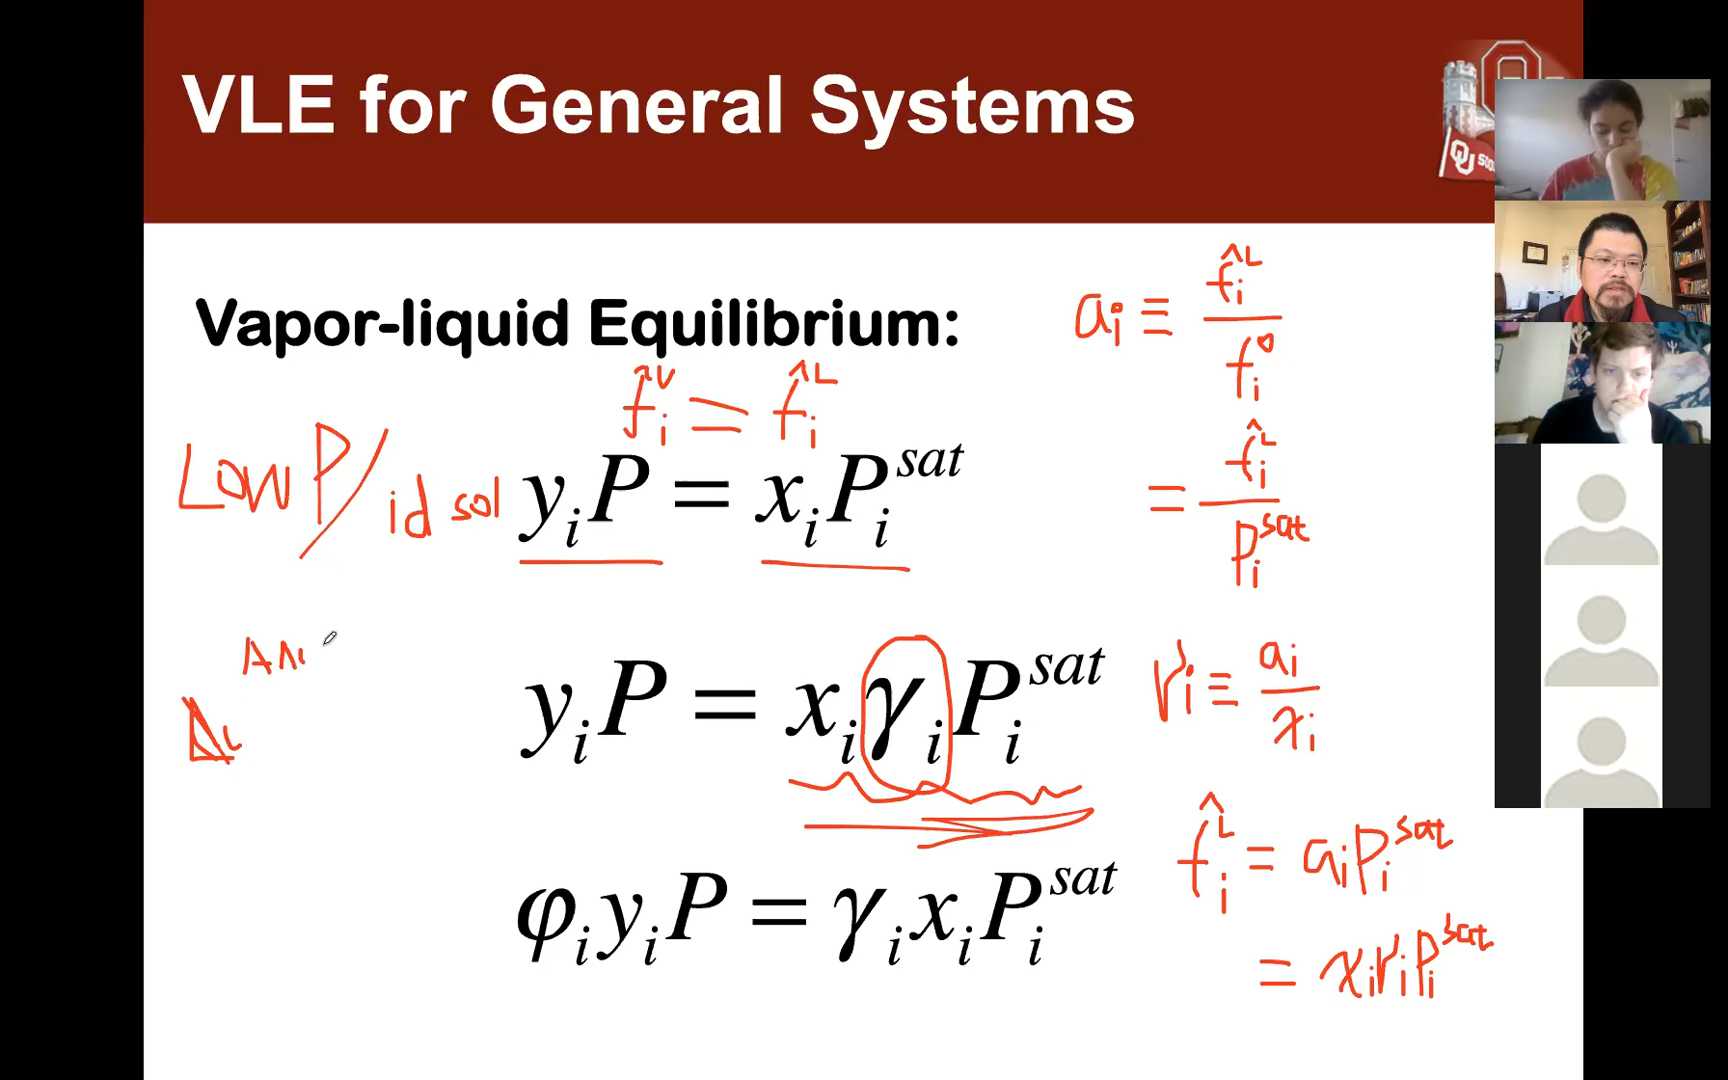 VLE for General Systems
OU
Vapor-liquid Equilibrium:
f̂ᵢⱽ = f̂ᵢᴸ
Low P/ id sol
yᵢP = xᵢPᵢˢᵃᵗ
yᵢP = xᵢγᵢPᵢˢᵃᵗ
φᵢyᵢP = γᵢxᵢPᵢˢᵃᵗ
aᵢ ≡ f̂ᵢᴸ / fᵢ°
= f̂ᵢᴸ / Pᵢˢᵃᵗ
γᵢ ≡ aᵢ / xᵢ
f̂ᵢᴸ = aᵢPᵢˢᵃᵗ
= xᵢγᵢPᵢˢᵃᵗ